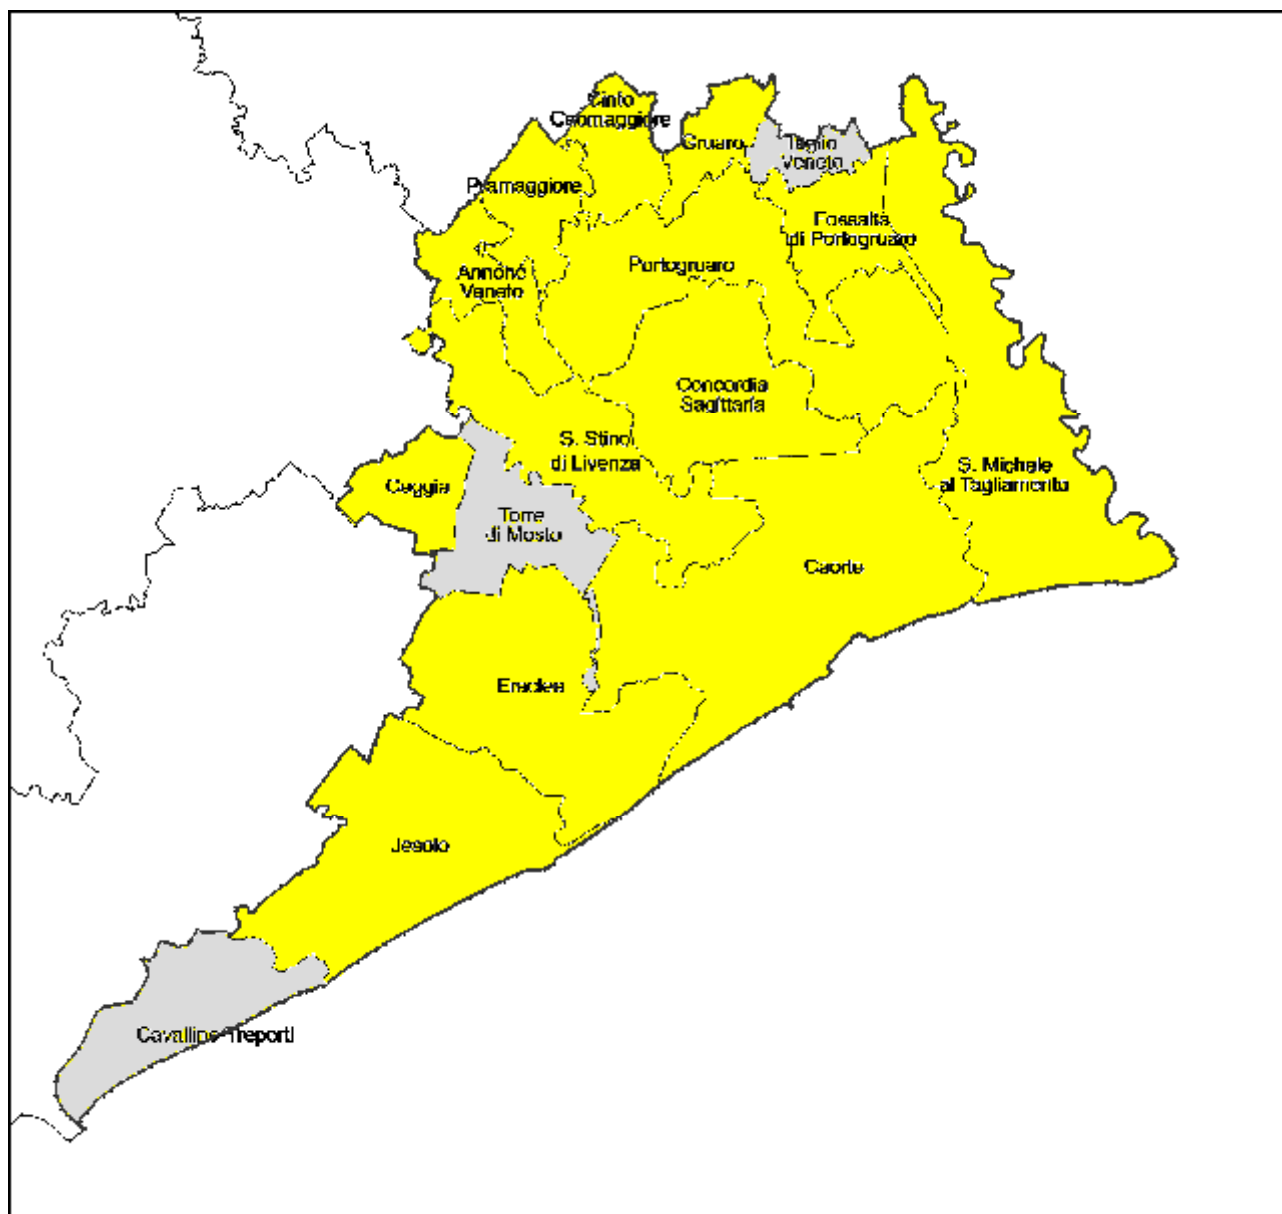 Cinto
Caomaggiore
Gruaro
Teglio
Veneto
Pramaggiore
Fossalta
di Portogruaro
Portogruaro
Annone
Veneto
Concordia
Sagittaria
S. Stino
di Livenza
S. Michele
al Tagliamento
Ceggia
Torre
di Mosto
Caorle
Eraclea
Jesolo
Cavallino-Treporti